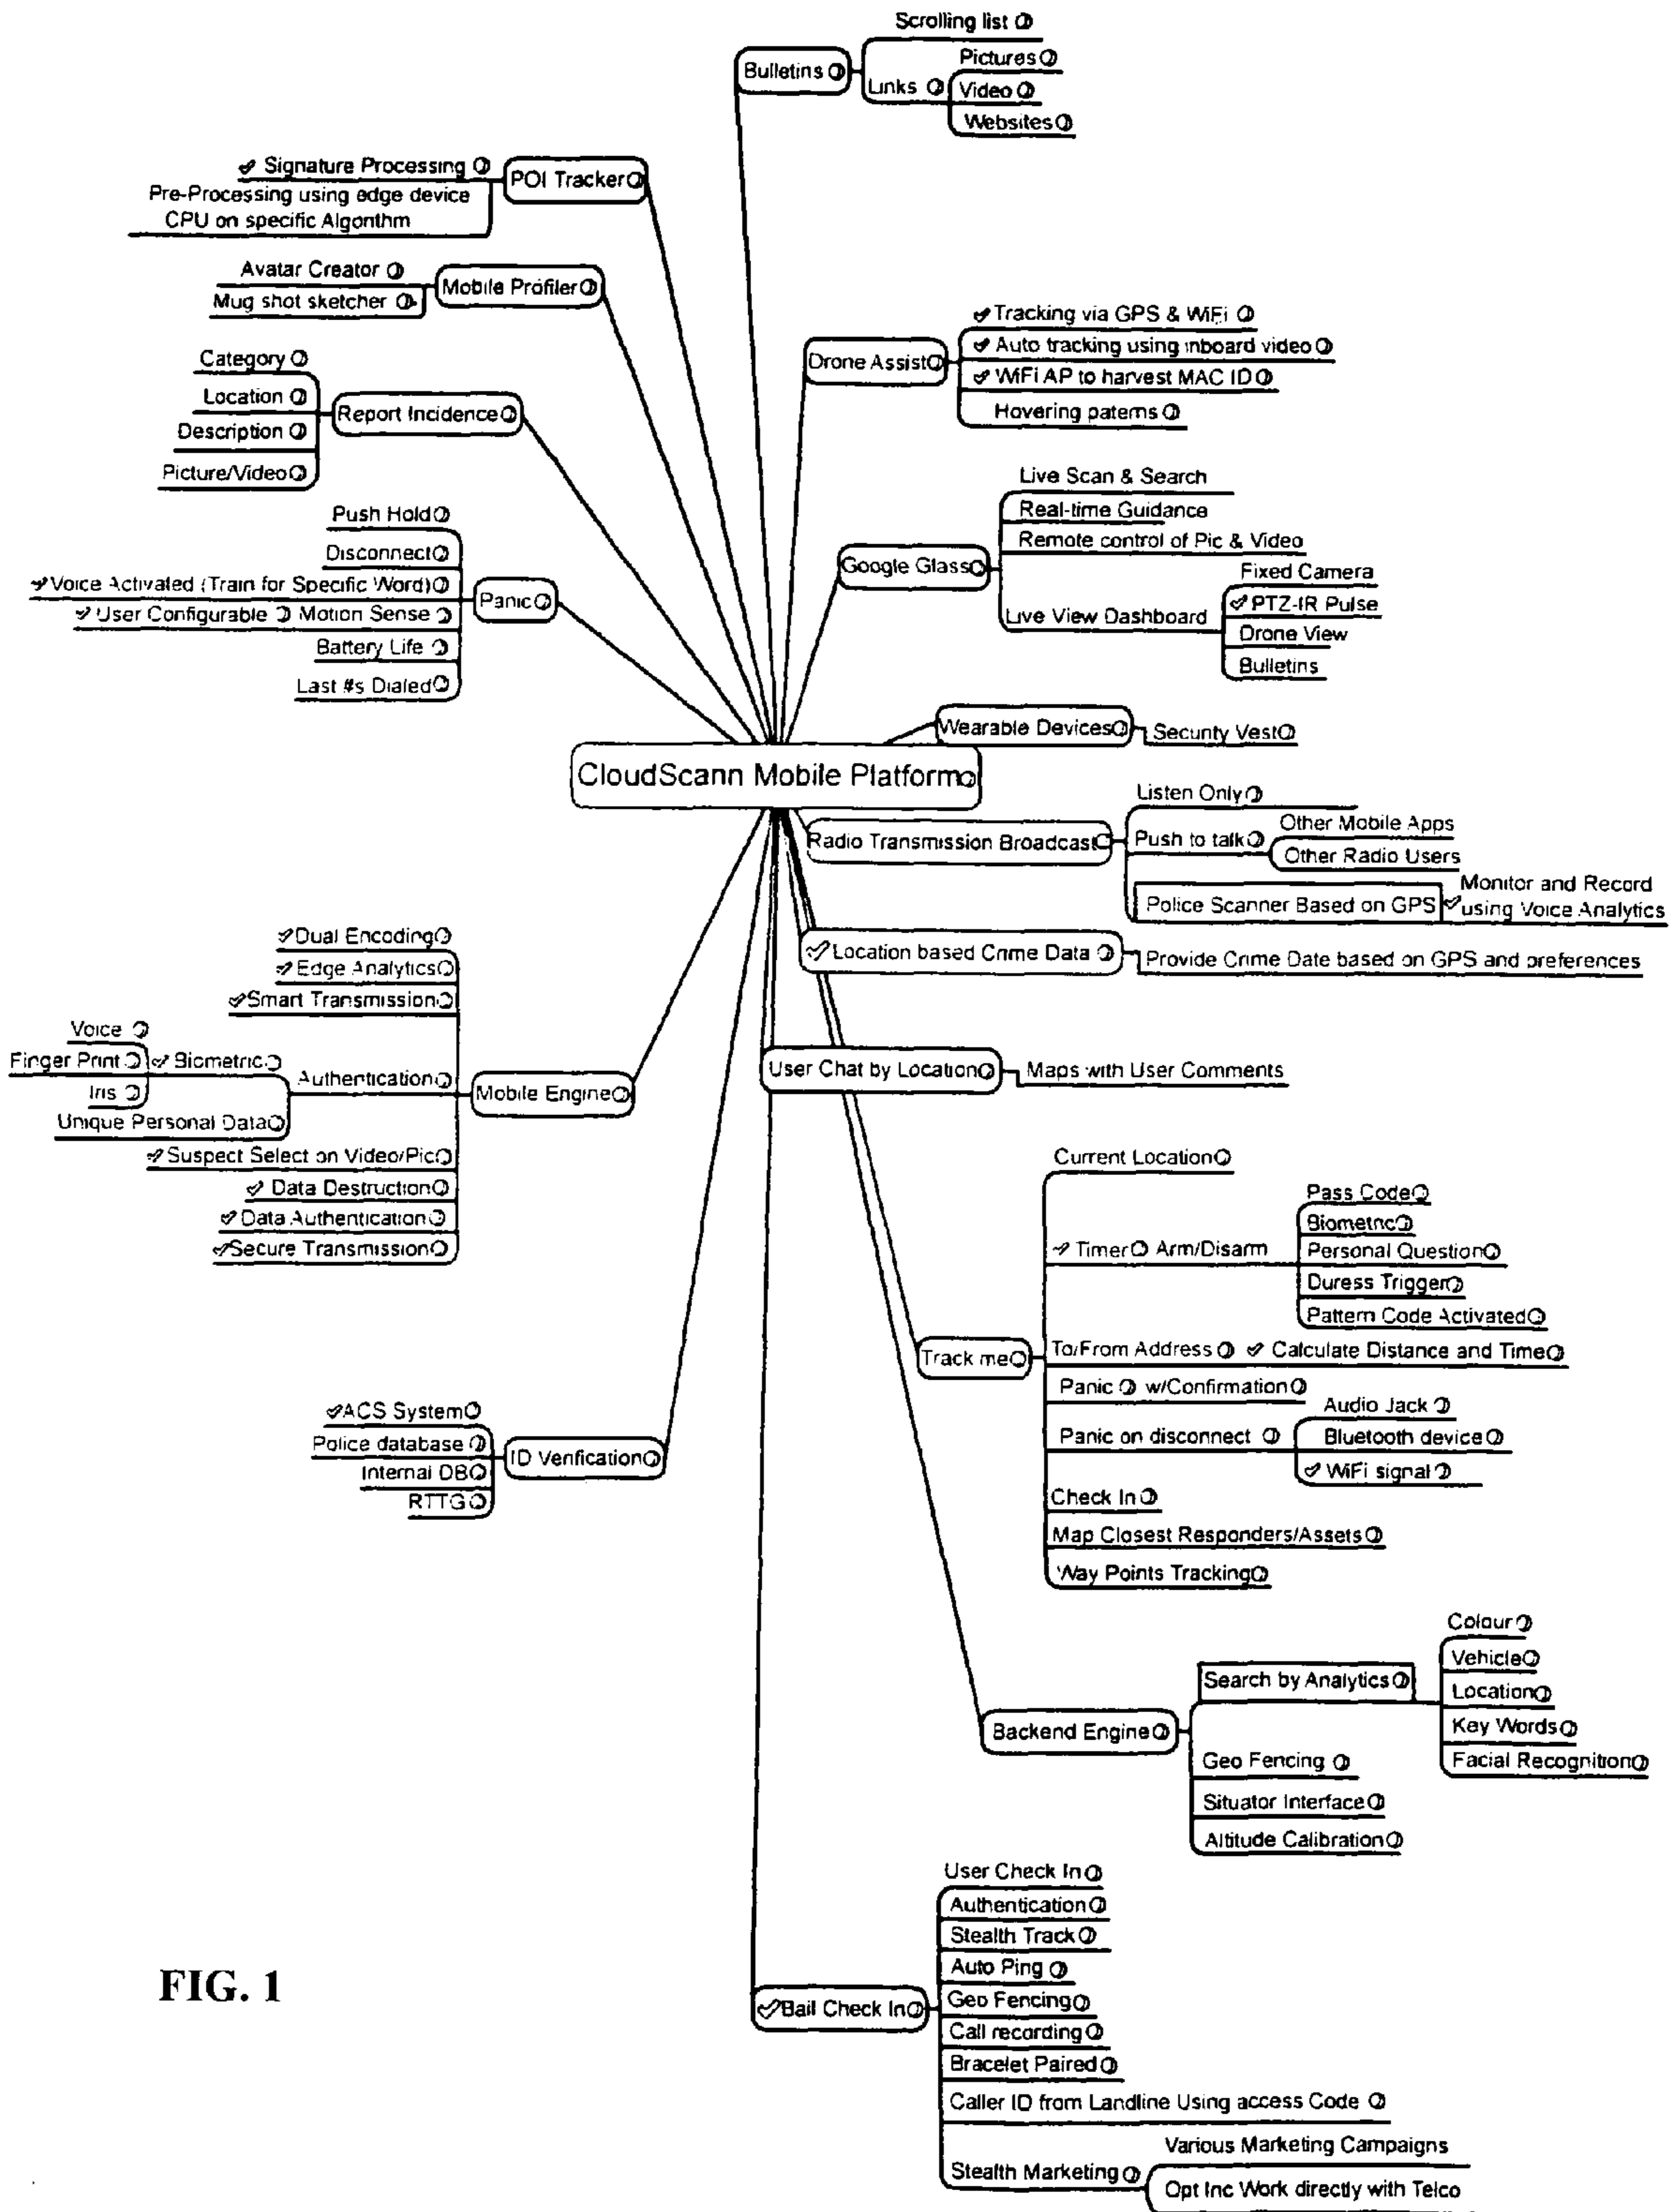 Scrolling list
Bulletins
Pictures
Links
Video
Websites
Signature Processing
POI Tracker
Pre-Processing using edge device
CPU on specific Algorithm
Avatar Creator
Mobile Profiler
Mug shot sketcher
Tracking via GPS & WiFi
Drone Assist
Auto tracking using inboard video
WiFi AP to harvest MAC ID
Hovering paterns
Category
Location
Report Incidence
Description
Picture/Video
Live Scan & Search
Real-time Guidance
Remote control of Pic & Video
Google Glass
Fixed Camera
PTZ-IR Pulse
Live View Dashboard
Drone View
Bulletins
Push Hold
Disconnect
Voice Activated (Train for Specific Word)
Panic
User Configurable Motion Sense
Battery Life
Last #s Dialed
Wearable Devices
Security Vest
CloudScann Mobile Platform
Listen Only
Radio Transmission Broadcast
Push to talk
Other Mobile Apps
Other Radio Users
Police Scanner Based on GPS
Monitor and Record
using Voice Analytics
Location based Crime Data
Provide Crime Date based on GPS and preferences
Dual Encoding
Edge Analytics
Smart Transmission
Voice
Finger Print
Biometric
Iris
Authentication
Mobile Engine
Unique Personal Data
Suspect Select on Video/Pic
Data Destruction
Data Authentication
Secure Transmission
User Chat by Location
Maps with User Comments
Current Location
Pass Code
Biometric
Timer Arm/Disarm
Personal Question
Duress Trigger
Pattern Code Activated
Track me
To/From Address
Calculate Distance and Time
Panic w/Confirmation
Audio Jack
Panic on disconnect
Bluetooth device
WiFi signal
Check In
Map Closest Responders/Assets
Way Points Tracking
ACS System
Police database
ID Verification
Internal DB
RTTG
Colour
Search by Analytics
Vehicle
Location
Key Words
Facial Recognition
Backend Engine
Geo Fencing
Situator Interface
Altitude Calibration
User Check In
Authentication
Stealth Track
Auto Ping
Bail Check In
Geo Fencing
Call recording
Bracelet Paired
Caller ID from Landline Using access Code
Various Marketing Campaigns
Stealth Marketing
Opt Inc Work directly with Telco
FIG. 1